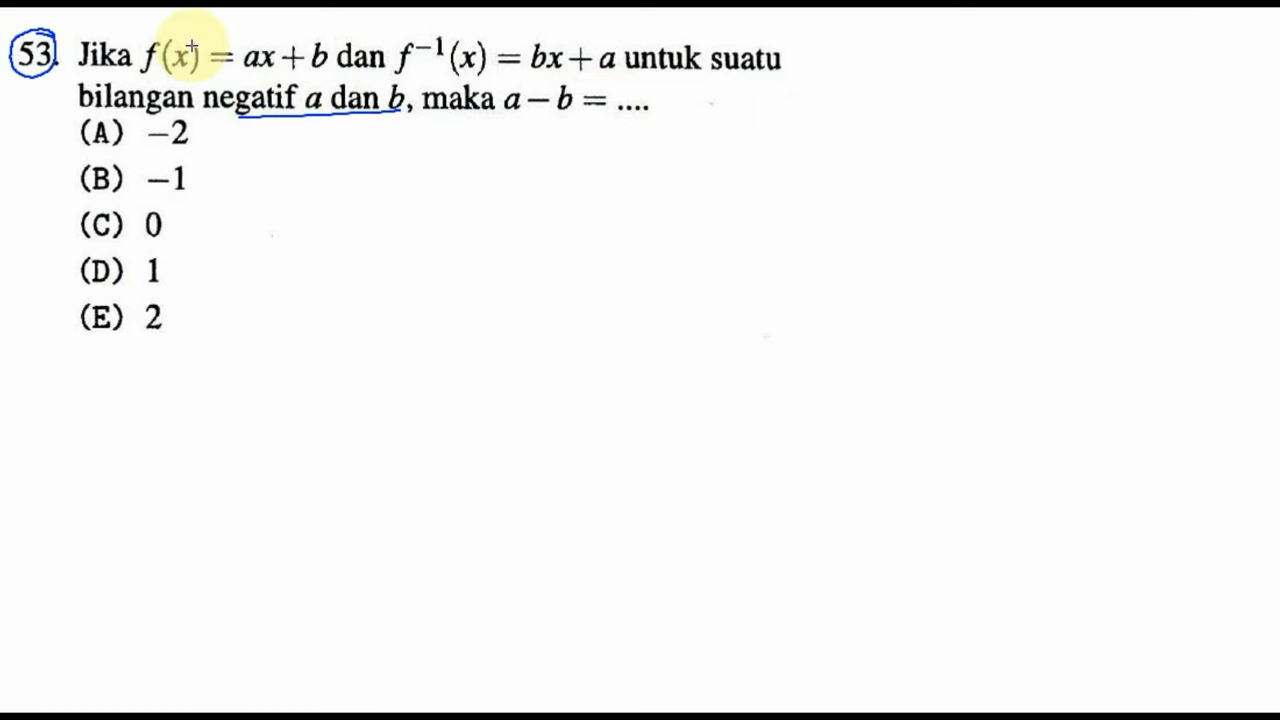 53. Jika f(x) = ax + b dan f⁻¹(x) = bx + a untuk suatu
bilangan negatif a dan b, maka a − b = ....
(A) −2
(B) −1
(C) 0
(D) 1
(E) 2